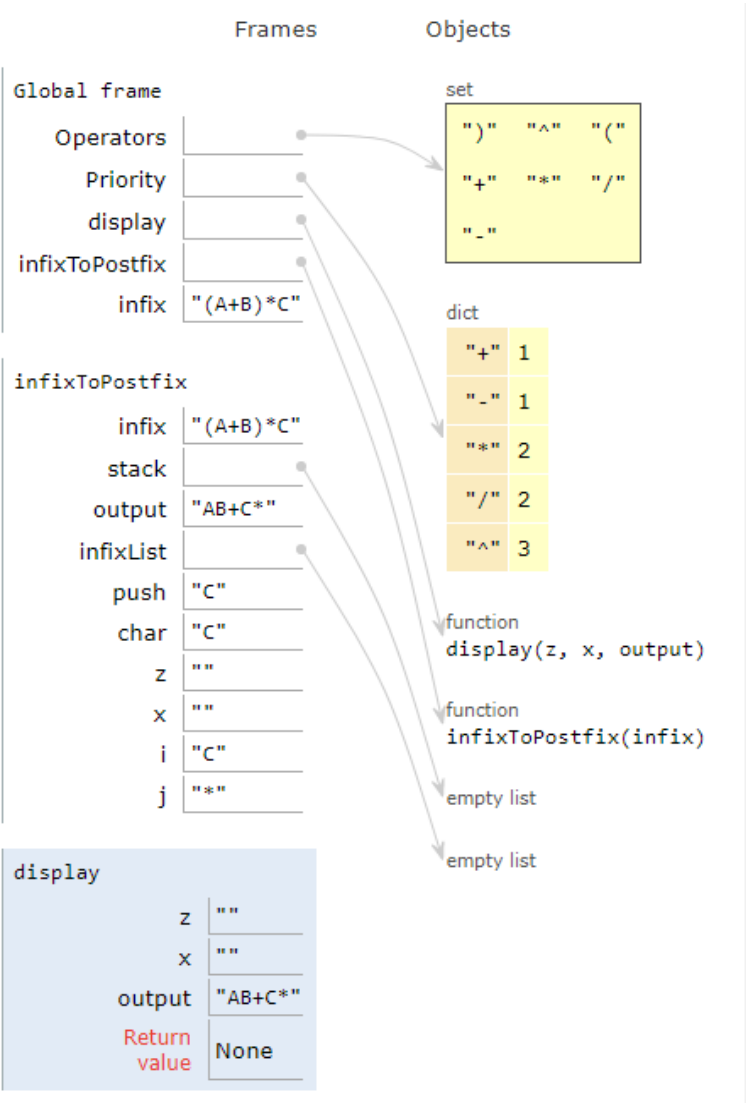 Frames Objects
Global frame
Operators
Priority
display
infixToPostfix
infix "(A+B)*C"
set
")" "^" "("
"+" "*" "/"
"-"
dict
"+" 1
"-" 1
"*" 2
"/" 2
"^" 3
infixToPostfix
infix "(A+B)*C"
stack
output "AB+C*"
infixList
push "C"
char "C"
z ""
x ""
i "C"
j "*"
function
display(z, x, output)
function
infixToPostfix(infix)
empty list
empty list
display
z ""
x ""
output "AB+C*"
Return
value None